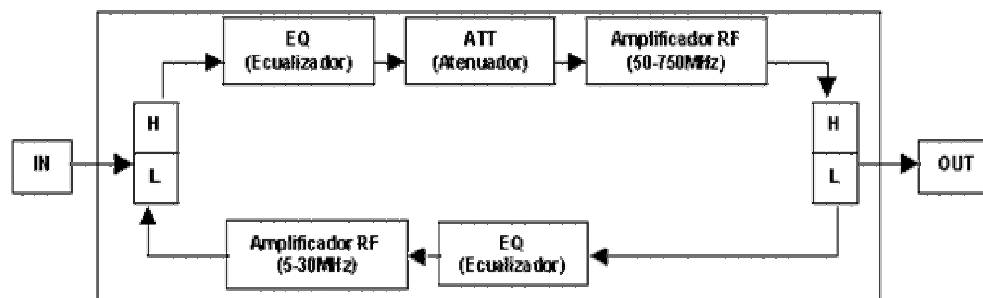 EQ
(Ecualizador)
ATT
(Atenuador)
Amplificador RF
(50-750MHz)
H
L
H
L
IN
OUT
Amplificador RF
(5-30MHz)
EQ
(Ecualizador)